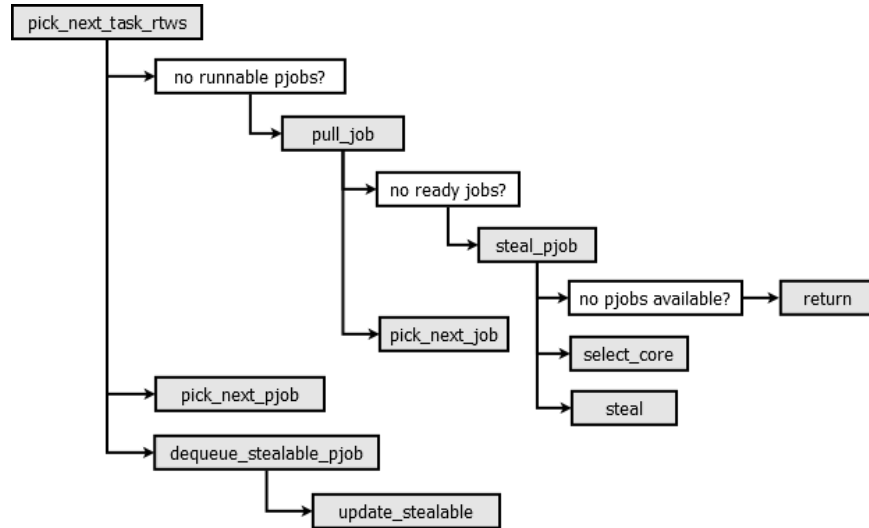 pick_next_task_rtws
no runnable pjobs?
pull_job
no ready jobs?
steal_pjob
no pjobs available?
return
pick_next_job
select_core
pick_next_pjob
steal
dequeue_stealable_pjob
update_stealable